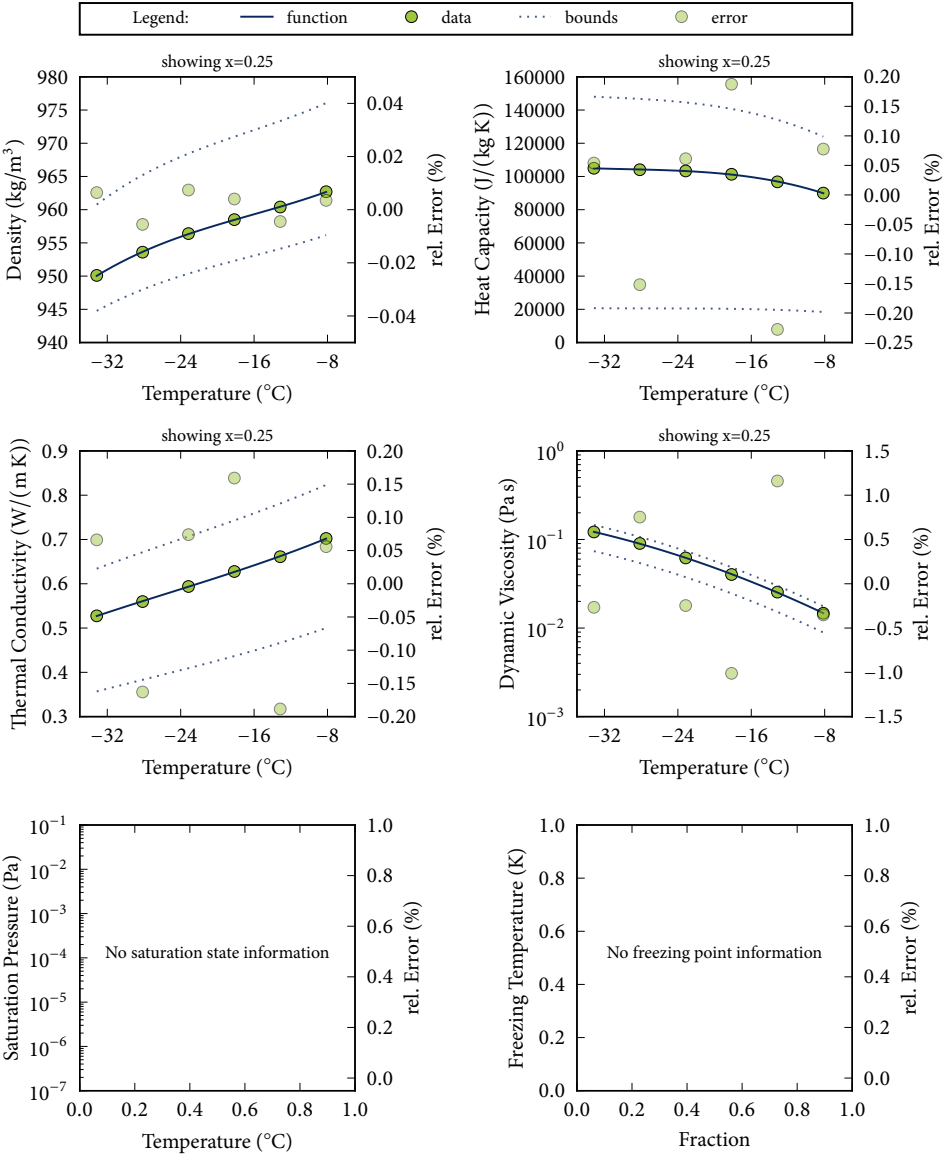 Legend: function data bounds error
showing x=0.25
980
975
970
965
960
955
950
945
940
Density (kg/m³)
0.04
0.02
0.00
−0.02
−0.04
rel. Error (%)
−32 −24 −16 −8
Temperature (°C)
showing x=0.25
160000
140000
120000
100000
80000
60000
40000
20000
0
Heat Capacity (J/(kg K))
0.20
0.15
0.10
0.05
0.00
−0.05
−0.10
−0.15
−0.20
−0.25
rel. Error (%)
−32 −24 −16 −8
Temperature (°C)
showing x=0.25
0.9
0.8
0.7
0.6
0.5
0.4
0.3
Thermal Conductivity (W/(m K))
0.20
0.15
0.10
0.05
0.00
−0.05
−0.10
−0.15
−0.20
rel. Error (%)
−32 −24 −16 −8
Temperature (°C)
showing x=0.25
10⁰
10⁻¹
10⁻²
10⁻³
Dynamic Viscosity (Pa s)
1.5
1.0
0.5
0.0
−0.5
−1.0
−1.5
rel. Error (%)
−32 −24 −16 −8
Temperature (°C)
10⁻¹
10⁻²
10⁻³
10⁻⁴
10⁻⁵
10⁻⁶
10⁻⁷
Saturation Pressure (Pa)
No saturation state information
1.0
0.8
0.6
0.4
0.2
0.0
rel. Error (%)
0.0 0.2 0.4 0.6 0.8 1.0
Temperature (°C)
1.0
0.8
0.6
0.4
0.2
0.0
Freezing Temperature (K)
No freezing point information
1.0
0.8
0.6
0.4
0.2
0.0
rel. Error (%)
0.0 0.2 0.4 0.6 0.8 1.0
Fraction